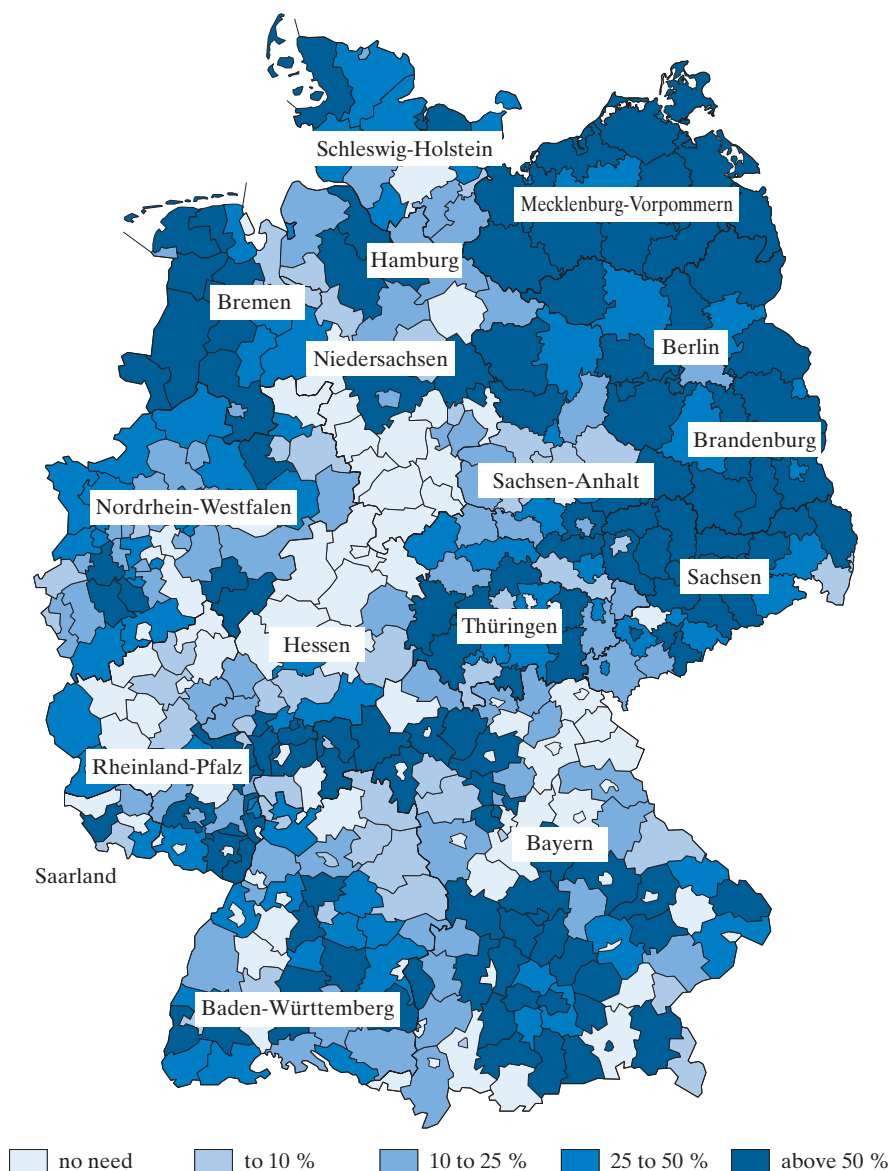 Schleswig-Holstein
Mecklenburg-Vorpommern
Hamburg
Bremen
Berlin
Niedersachsen
Brandenburg
Sachsen-Anhalt
Nordrhein-Westfalen
Sachsen
Thüringen
Hessen
Rheinland-Pfalz
Bayern
Saarland
Baden-Württemberg
no need to 10 % 10 to 25 % 25 to 50 % above 50 %